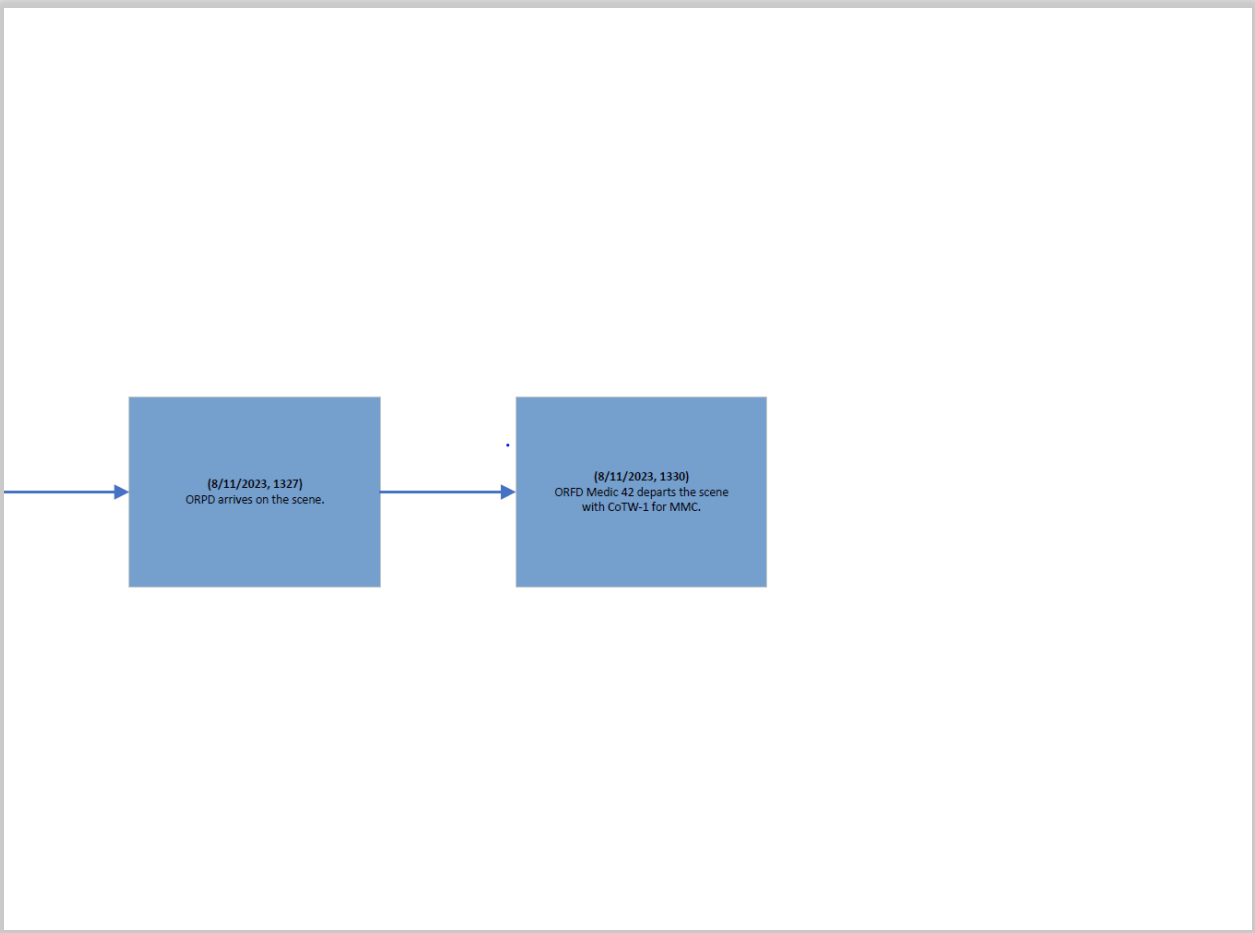 (8/11/2023, 1327)
ORPD arrives on the scene.
(8/11/2023, 1330)
ORFD Medic 42 departs the scene
with CoTW-1 for MMC.